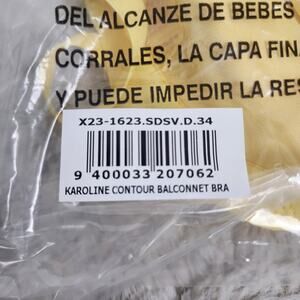 DEL ALCANZE DE BEBES
CORRALES, LA CAPA FINA
Y PUEDE IMPEDIR LA RES
X23-1623.SDSV.D.34
9 400033 207062
KAROLINE CONTOUR BALCONNET BRA